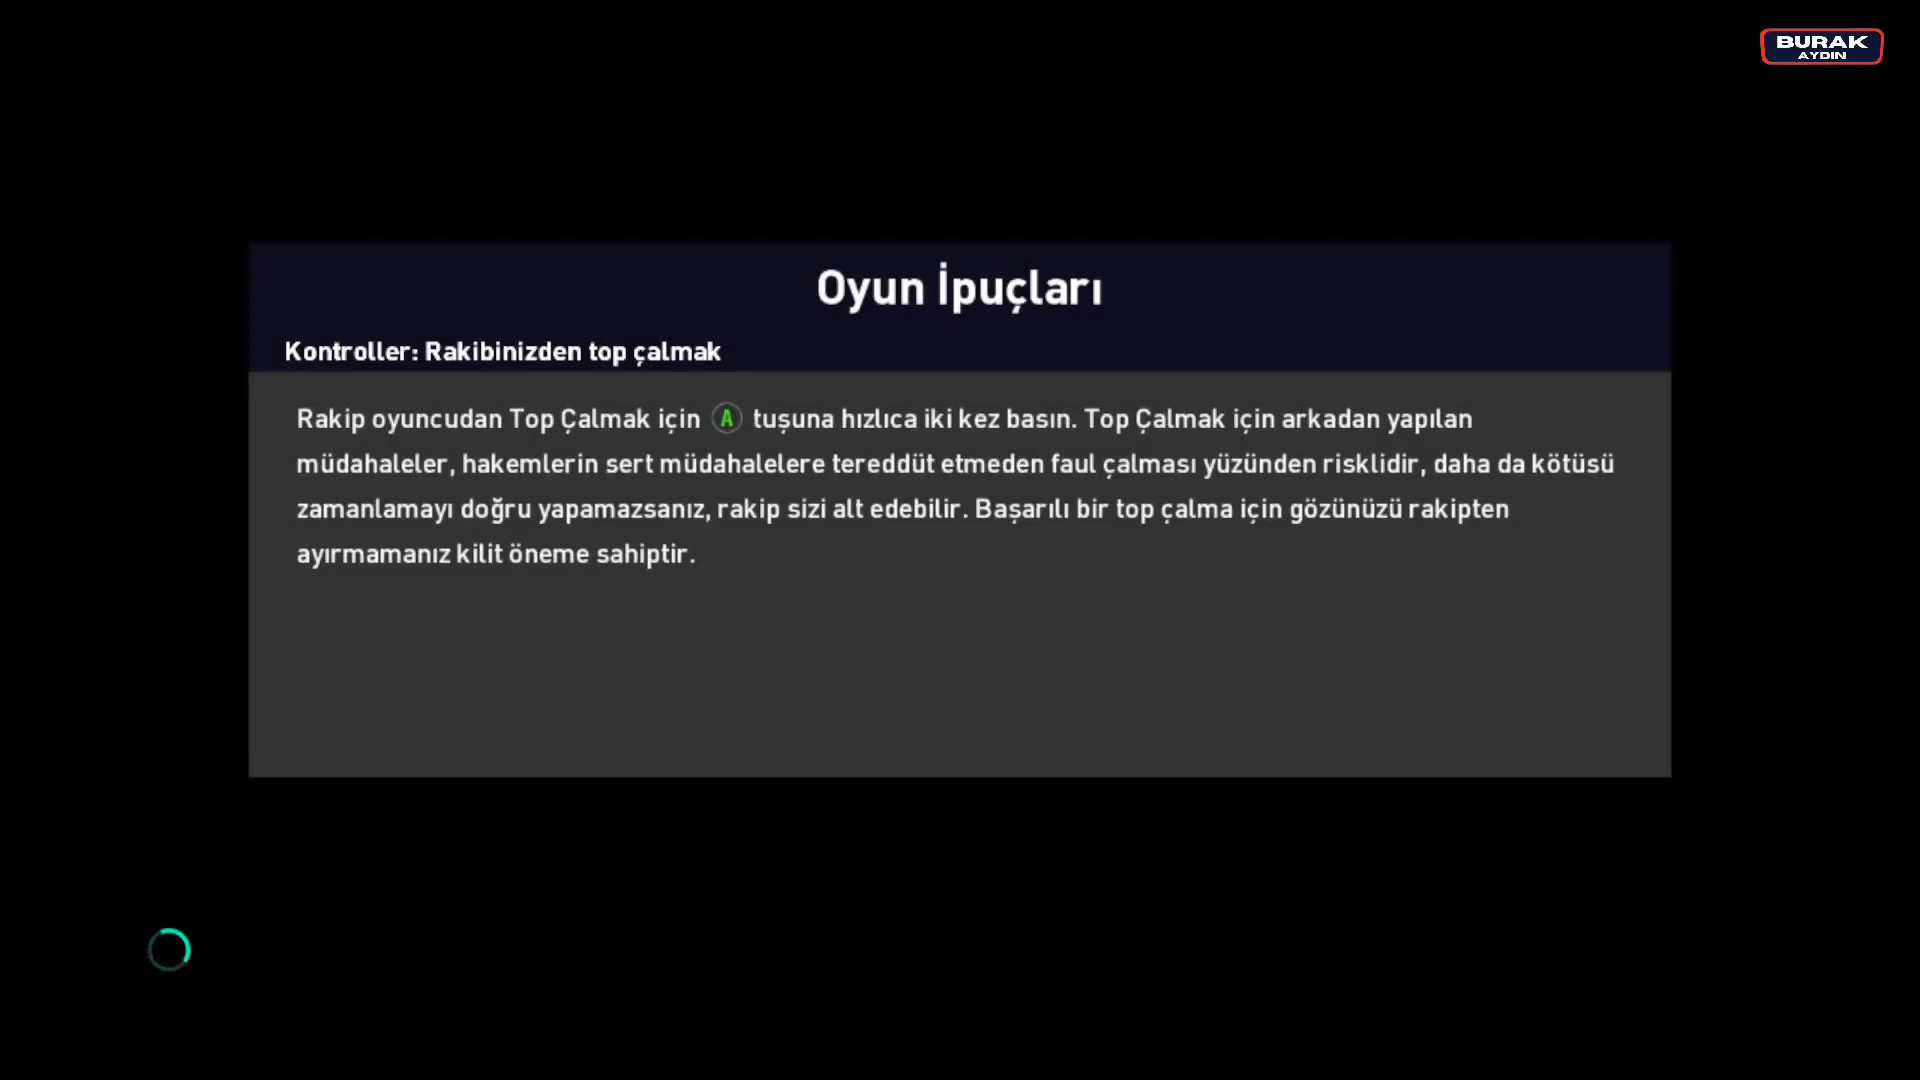 BURAK
AYDIN
Oyun İpuçları
Kontroller: Rakibinizden top çalmak
Rakip oyuncudan Top Çalmak için A tuşuna hızlıca iki kez basın. Top Çalmak için arkadan yapılan
müdahaleler, hakemlerin sert müdahalelere tereddüt etmeden faul çalması yüzünden risklidir, daha da kötüsü
zamanlamayı doğru yapamazsanız, rakip sizi alt edebilir. Başarılı bir top çalma için gözünüzü rakipten
ayırmamanız kilit öneme sahiptir.